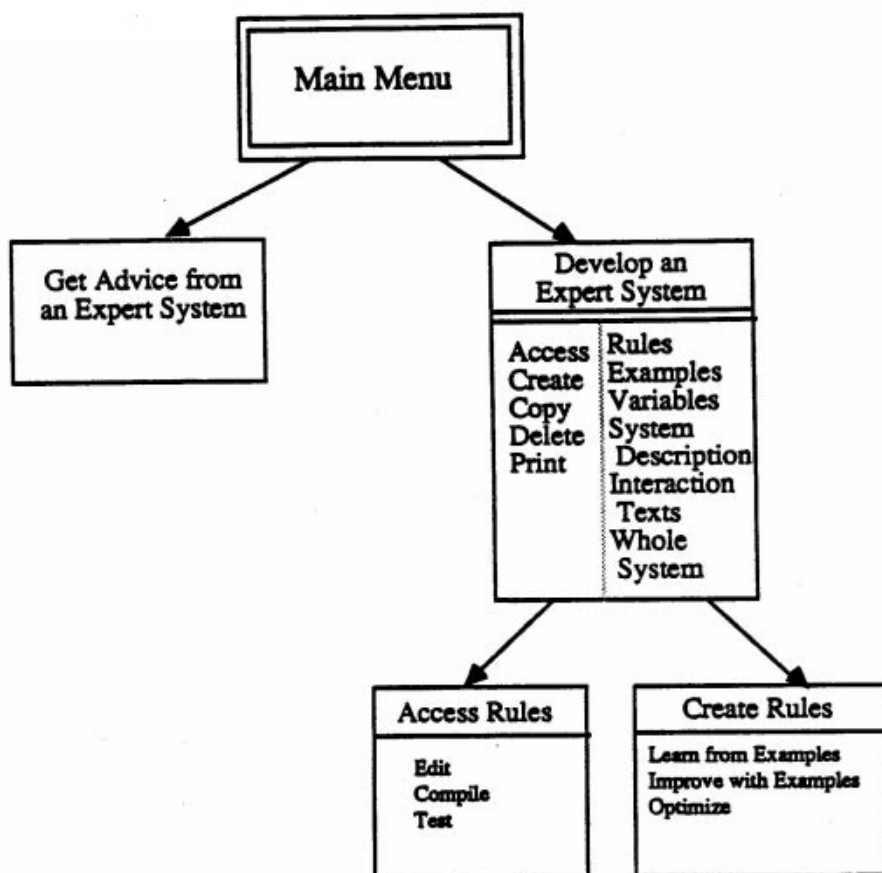 Main Menu
Get Advice from
an Expert System
Develop an
Expert System
Access
Create
Copy
Delete
Print
Rules
Examples
Variables
System
Description
Interaction
Texts
Whole
System
Access Rules
Edit
Compile
Test
Create Rules
Learn from Examples
Improve with Examples
Optimize